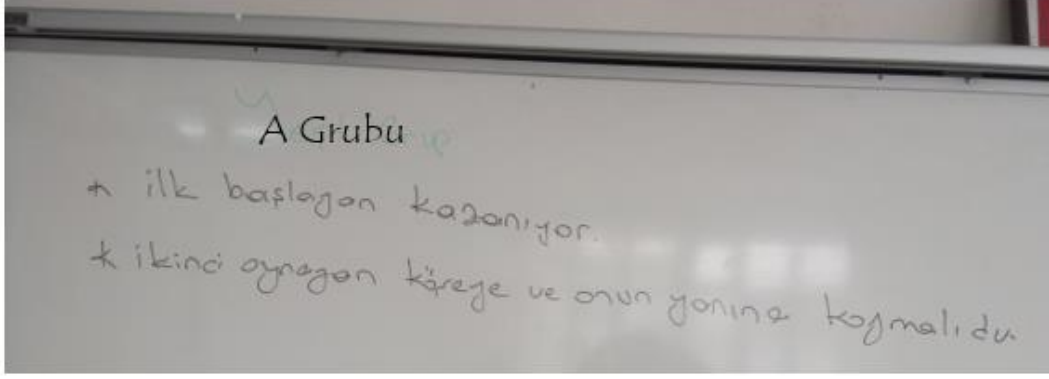 A Grubu
* ilk başlayan kazanıyor.
* ikinci oynayan köşeye ve onun yanına koymalıdır.